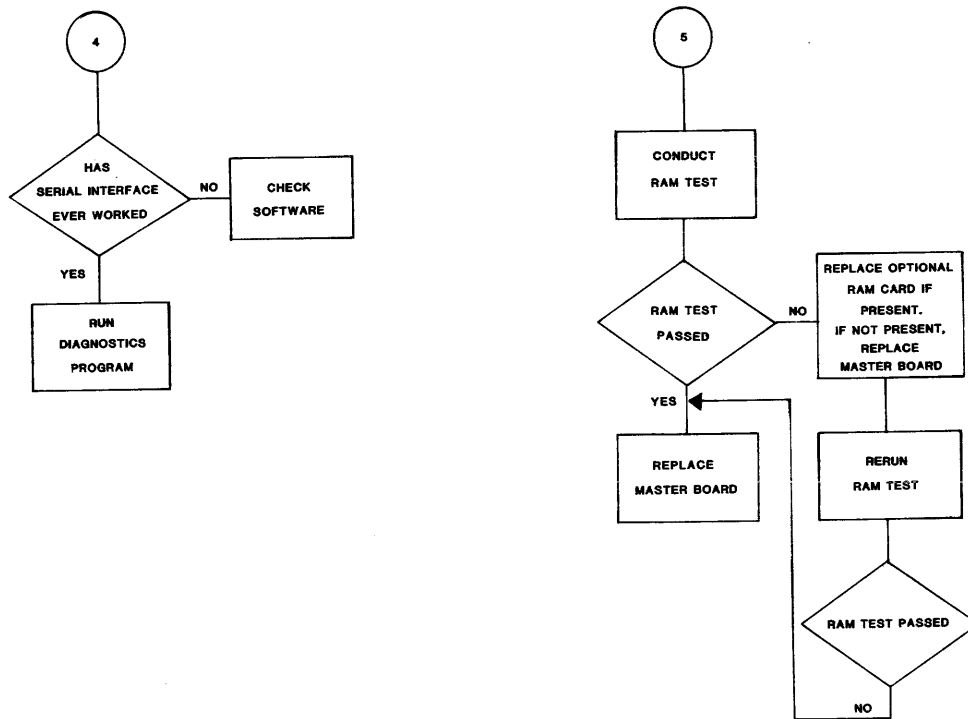 4
HAS
SERIAL INTERFACE
EVER WORKED
NO
CHECK
SOFTWARE
YES
RUN
DIAGNOSTICS
PROGRAM
5
CONDUCT
RAM TEST
RAM TEST
PASSED
NO
REPLACE OPTIONAL
RAM CARD IF
PRESENT.
IF NOT PRESENT,
REPLACE
MASTER BOARD
YES
REPLACE
MASTER BOARD
RERUN
RAM TEST
RAM TEST PASSED
NO